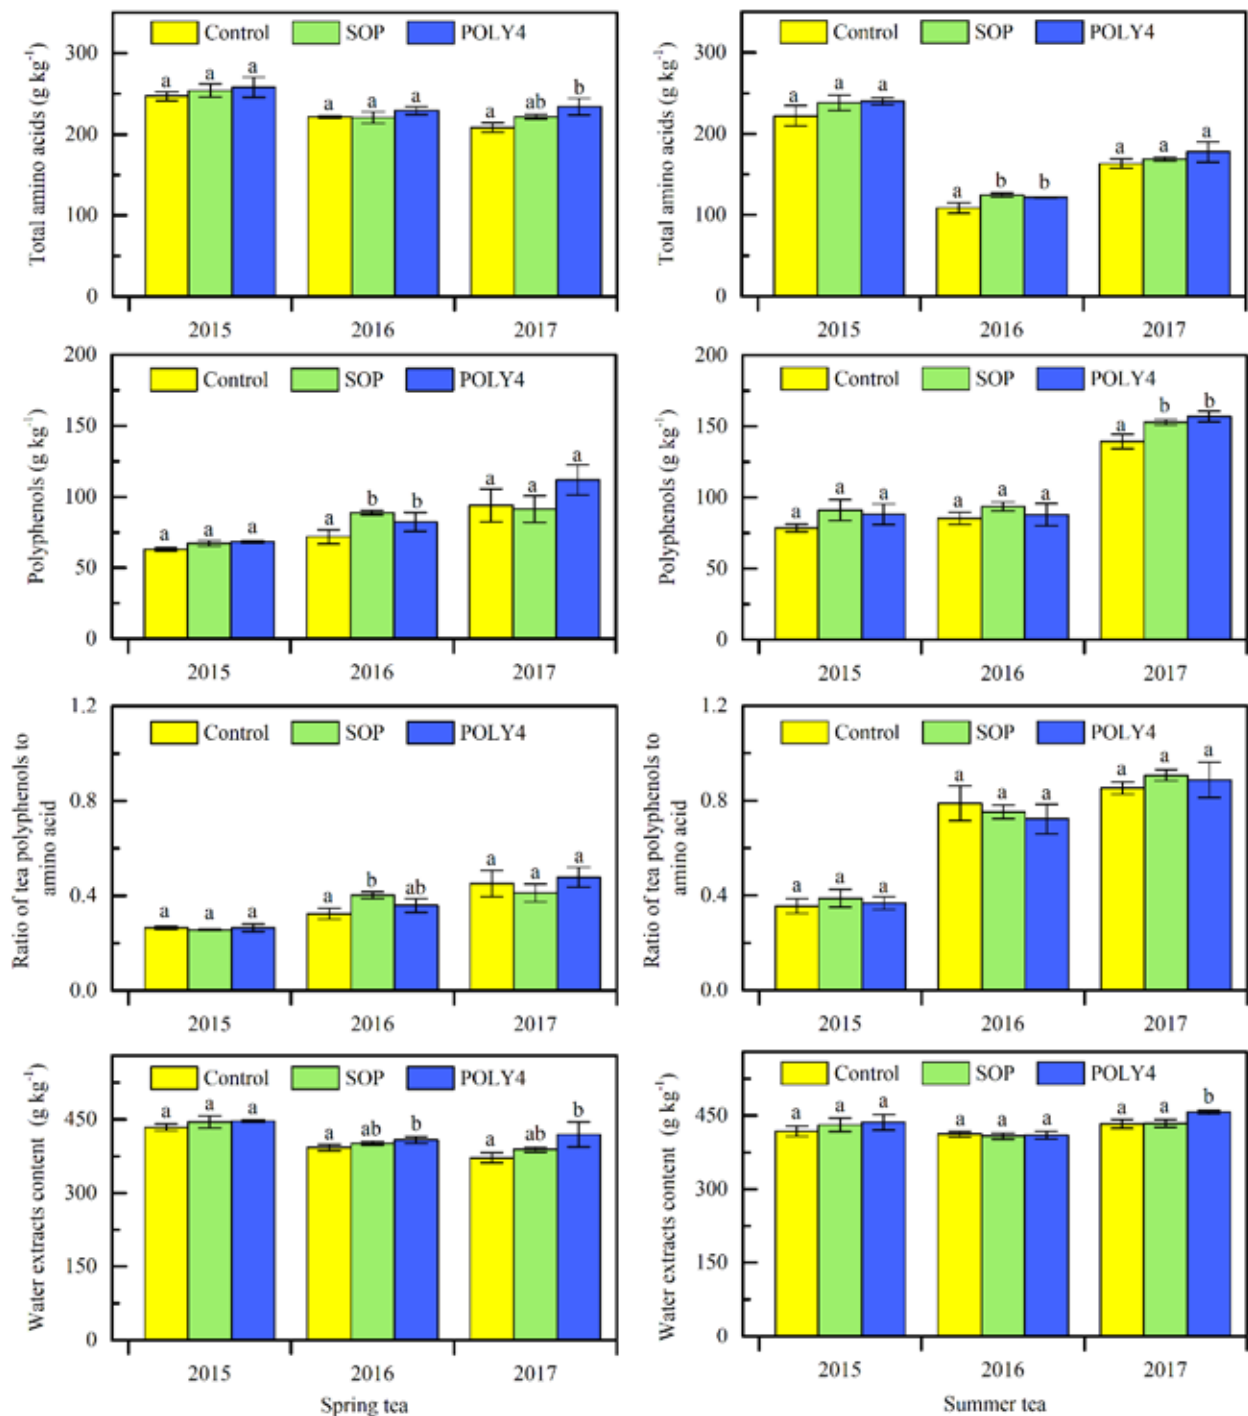 Control SOP POLY4
Total amino acids (g kg-1)
300
200
100
0
a a a
a a a
a ab b
2015 2016 2017
Control SOP POLY4
Total amino acids (g kg-1)
300
200
100
0
a a a
a b b
a a a
2015 2016 2017
Control SOP POLY4
Polyphenols (g kg-1)
200
150
100
50
0
a a a
a b b
a a a
2015 2016 2017
Control SOP POLY4
Polyphenols (g kg-1)
200
150
100
50
0
a a a
a a a
a b b
2015 2016 2017
Control SOP POLY4
Ratio of tea polyphenols to
amino acid
1.2
0.8
0.4
0.0
a a a
a b ab
a a a
2015 2016 2017
Control SOP POLY4
Ratio of tea polyphenols to
amino acid
1.2
0.8
0.4
0.0
a a a
a a a
a a a
2015 2016 2017
Control SOP POLY4
Water extracts content (g kg-1)
450
300
150
0
a a a
a ab b
a ab b
2015 2016 2017
Spring tea
Control SOP POLY4
Water extracts content (g kg-1)
450
300
150
0
a a a
a a a
a a b
2015 2016 2017
Summer tea